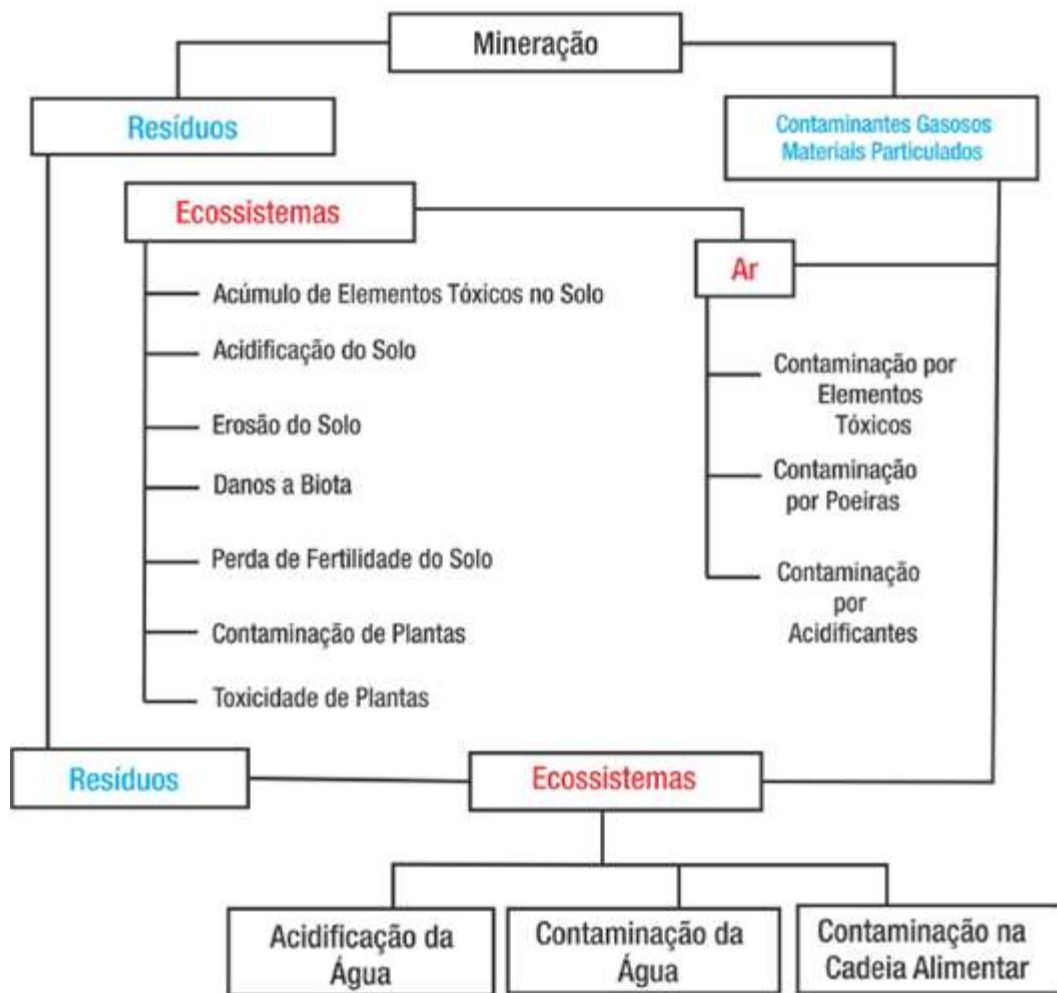 Mineração
Resíduos
Contaminantes Gasosos
Materiais Particulados
Ecossistemas
Ar
Acúmulo de Elementos Tóxicos no Solo
Acidificação do Solo
Erosão do Solo
Danos a Biota
Perda de Fertilidade do Solo
Contaminação de Plantas
Toxicidade de Plantas
Contaminação por
Elementos
Tóxicos
Contaminação
por Poeiras
Contaminação
por
Acidificantes
Resíduos
Ecossistemas
Acidificação da
Água
Contaminação da
Água
Contaminação na
Cadeia Alimentar